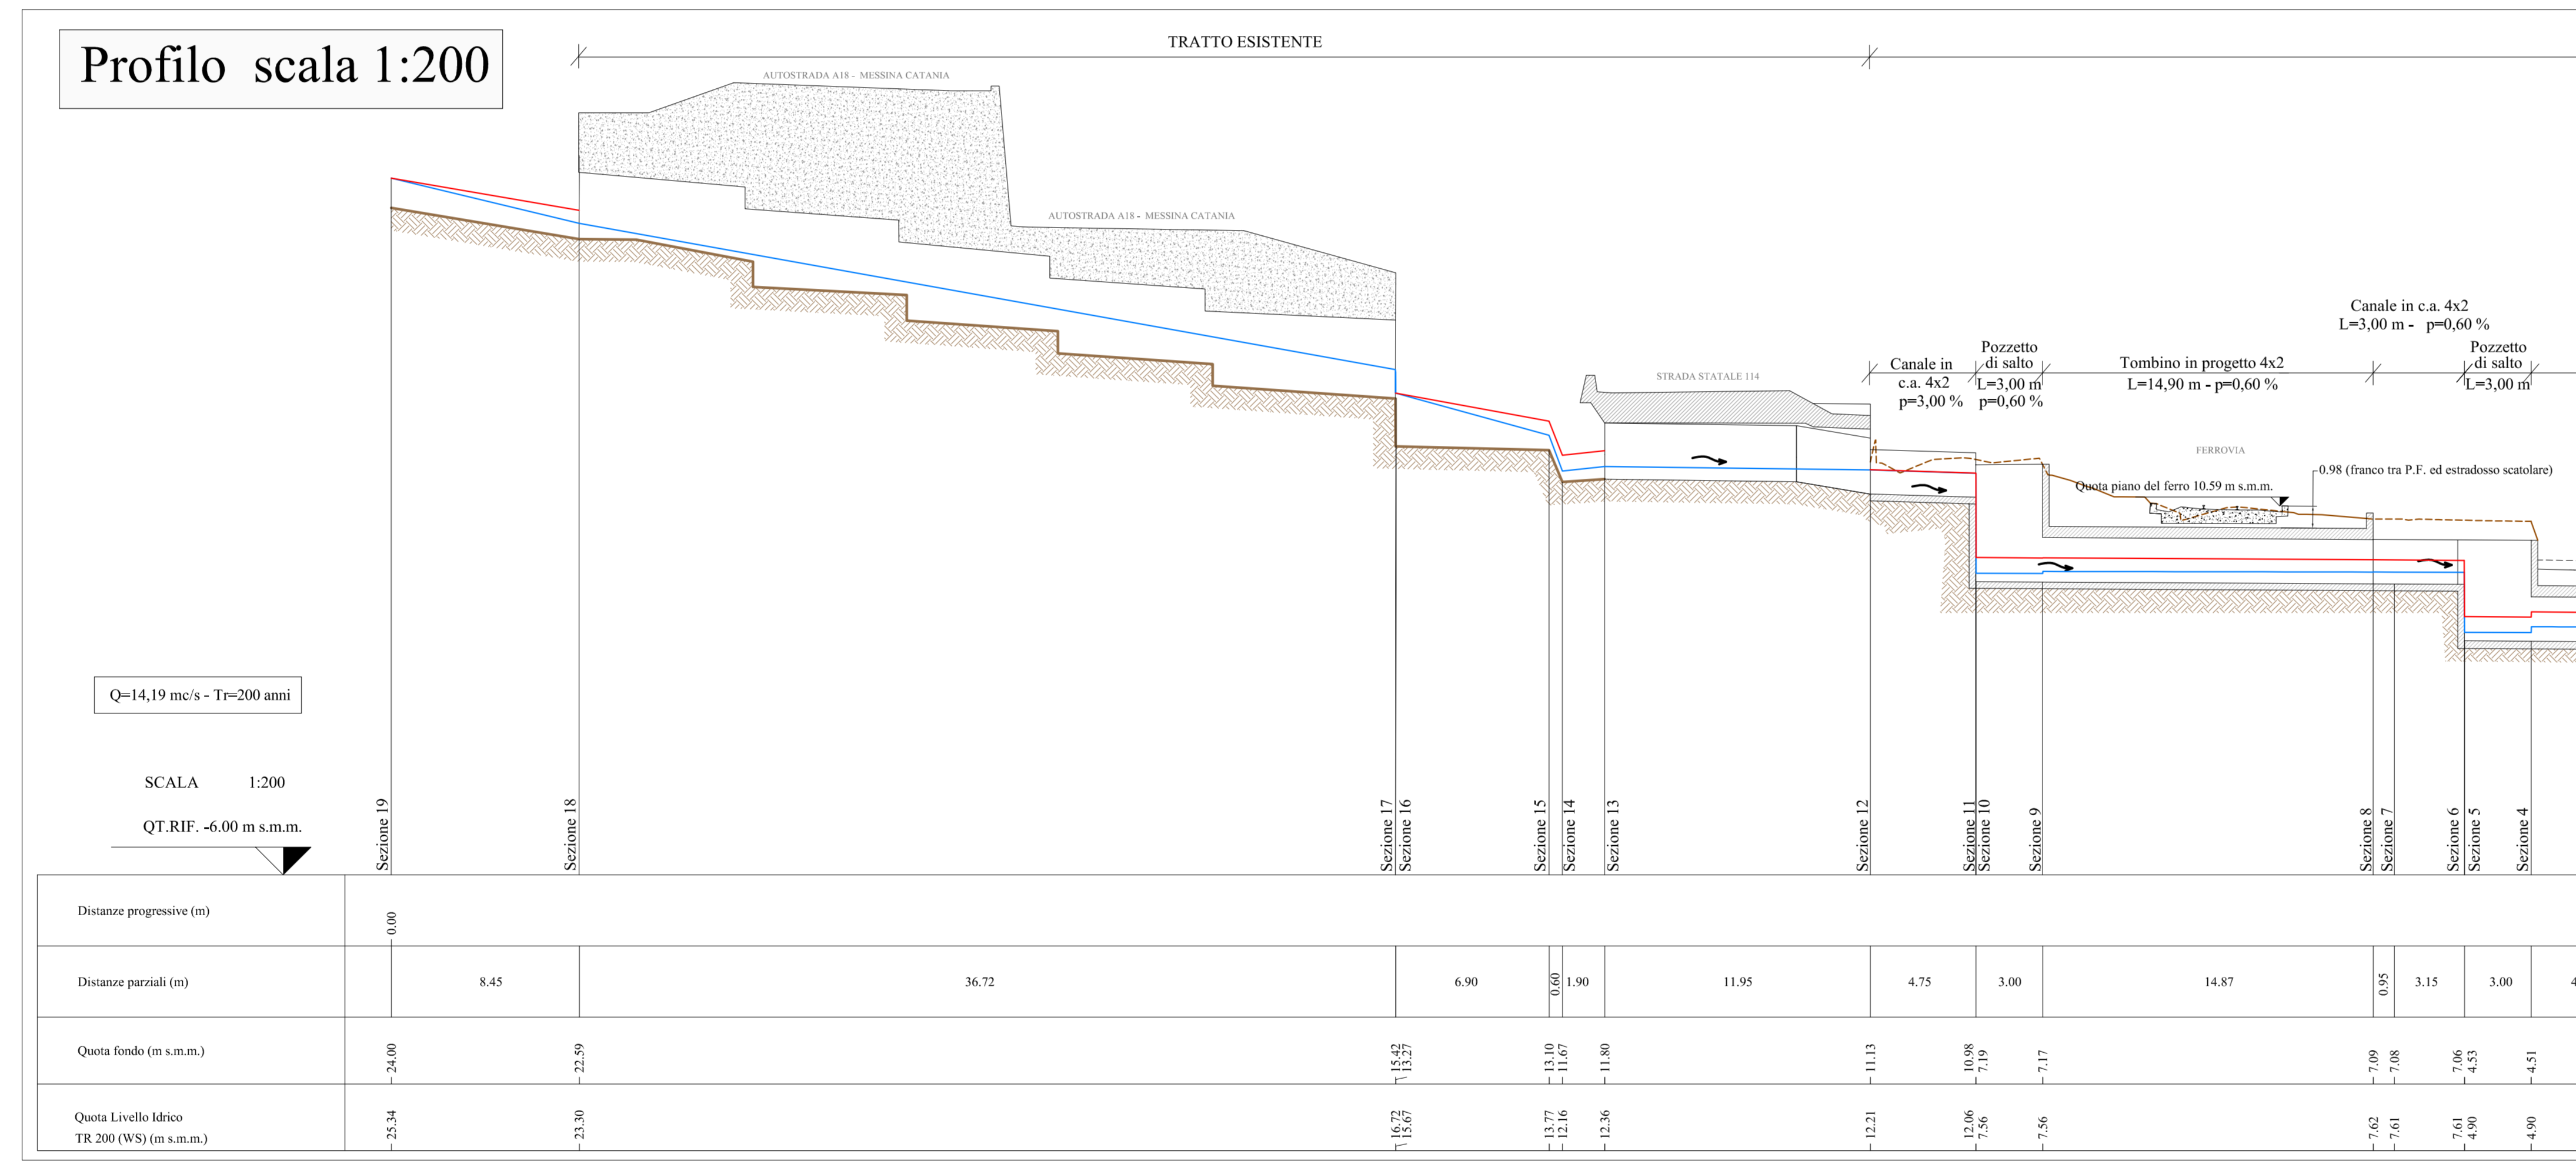 Profilo scala 1:200
TRATTO ESISTENTE
AUTOSTRADA A18 - MESSINA CATANIA
AUTOSTRADA A18 - MESSINA CATANIA
STRADA STATALE 114
Canale in
c.a. 4x2
p=3,00 %
Pozzetto
di salto
L=3,00 m
p=0,60 %
Tombino in progetto 4x2
L=14,90 m - p=0,60 %
Canale in c.a. 4x2
L=3,00 m - p=0,60 %
Pozzetto
di salto
L=3,00 m
FERROVIA
0.98 (franco tra P.F. ed estradosso scatolare)
Quota piano del ferro 10.59 m s.m.m.
Q=14,19 mc/s - Tr=200 anni
SCALA 1:200
QT.RIF. -6.00 m s.m.m.
Sezione 19
Sezione 18
Sezione 17
Sezione 16
Sezione 15
Sezione 14
Sezione 13
Sezione 12
Sezione 11
Sezione 10
Sezione 9
Sezione 8
Sezione 7
Sezione 6
Sezione 5
Sezione 4
Distanze progressive (m) 0.00
Distanze parziali (m) 8.45 36.72 6.90 0.60 1.90 11.95 4.75 3.00 14.87 0.95 3.15 3.00 4
Quota fondo (m s.m.m.) 24.00 22.59 15.42 13.27 13.10 11.67 11.80 11.13 10.98 7.19 7.17 7.09 7.08 7.06 4.53 4.51
Quota Livello Idrico
TR 200 (WS) (m s.m.m.) 25.34 23.30 16.72 15.67 13.77 12.16 12.36 12.21 12.06 7.56 7.56 7.62 7.61 7.61 4.90 4.90